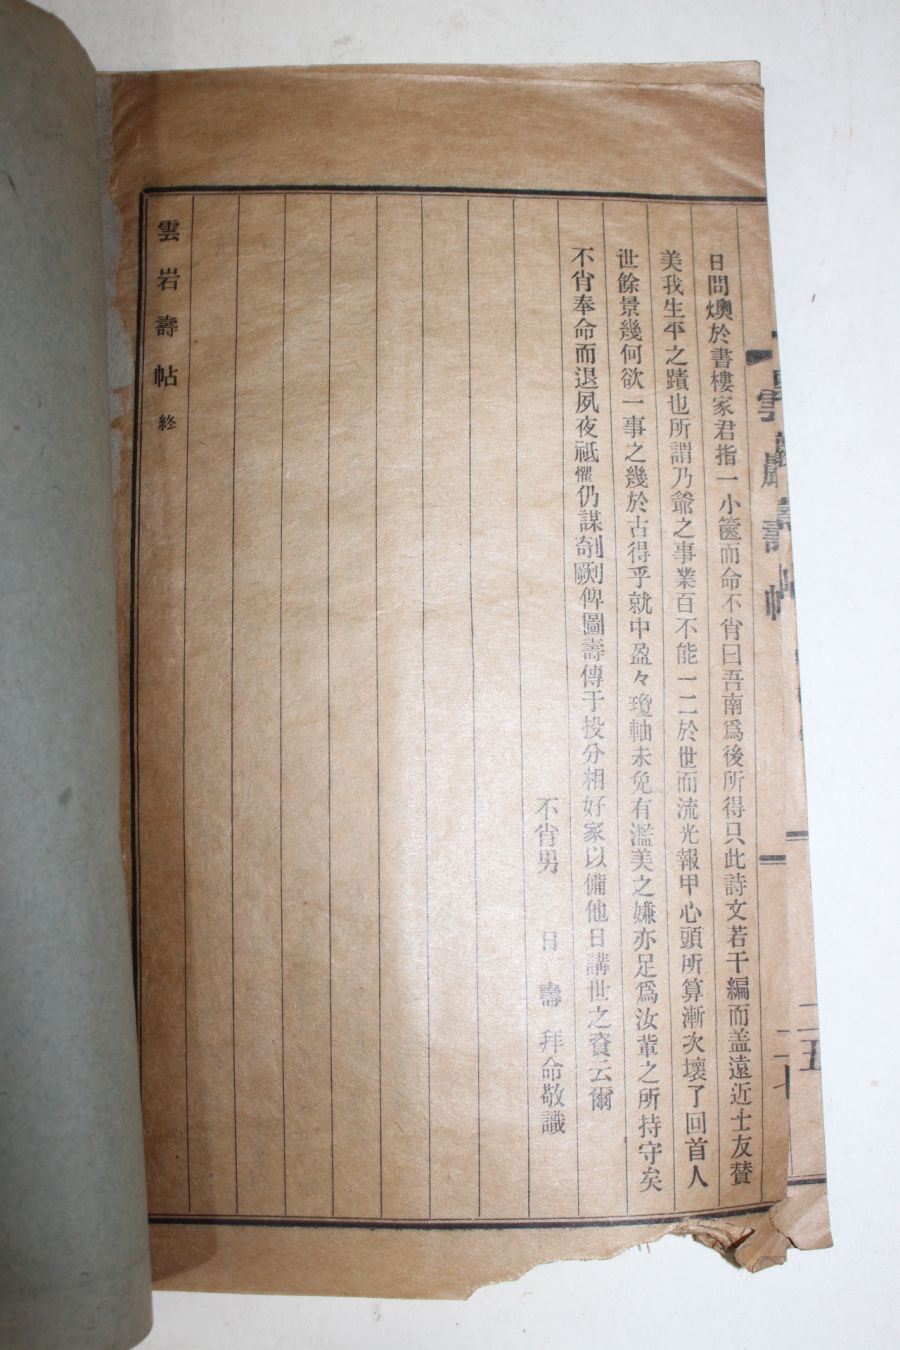 日問燠於書樓家君指一小篋而命不肖曰吾南爲後所得只此詩文若干編而盖遠近士友贊
美我生平之蹟也所謂乃爺之事業百不能一二於世而流光報甲心頭所算漸次壞了回首人
世餘景幾何欲一事之幾於古得乎就中盈々瓊軸未免有濫美之嫌亦足爲汝輩之所持守矣
不肖奉命而退夙夜祗懼仍謀剞劂俾圖壽傳于投分相好家以備他日講世之資云爾
不肖男 日 壽 拜命敬識
雲岩壽帖 終